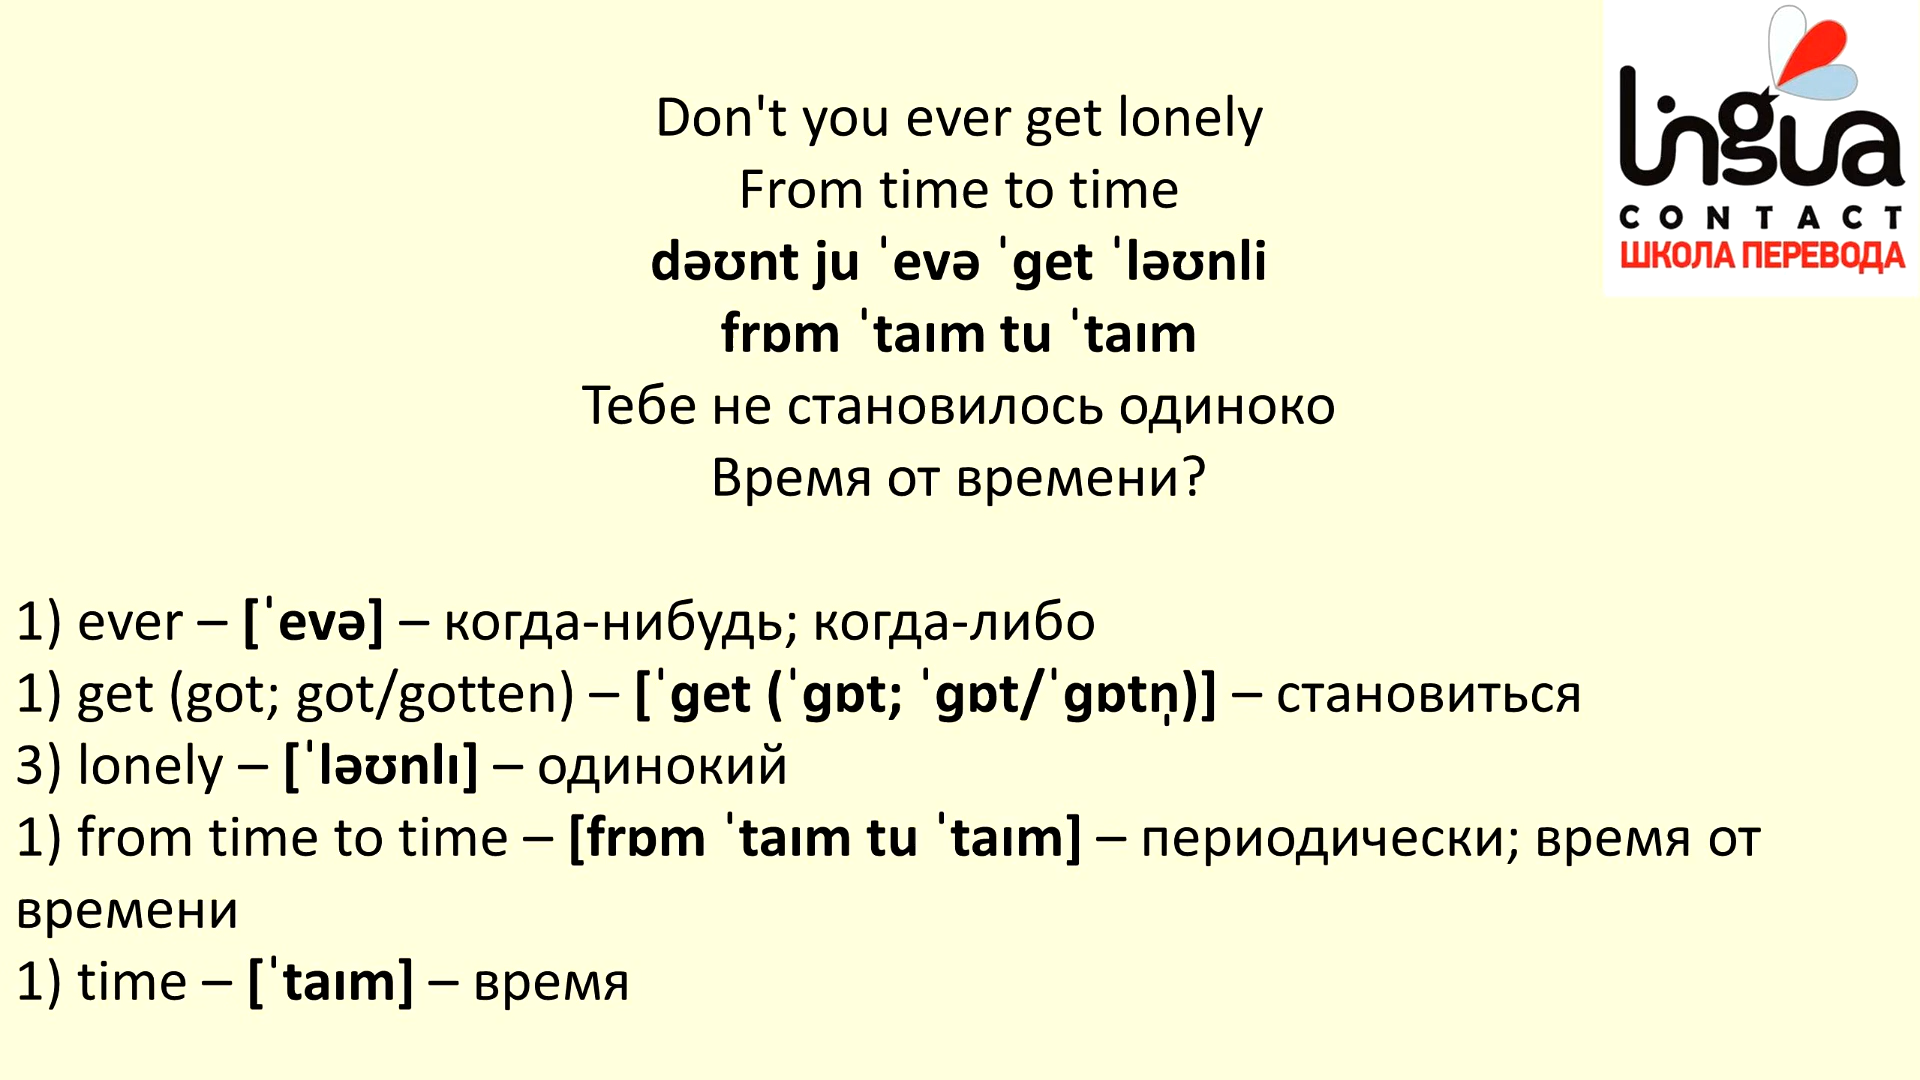 Don't you ever get lonely
From time to time
dəʊnt ju ˈevə ˈget ˈləʊnli
frɒm ˈtaɪm tu ˈtaɪm
Тебе не становилось одиноко
Время от времени?
1) ever – [ˈevə] – когда-нибудь; когда-либо
1) get (got; got/gotten) – [ˈget (ˈgɒt; ˈgɒt/ˈgɒtn̩)] – становиться
3) lonely – [ˈləʊnlɪ] – одинокий
1) from time to time – [frɒm ˈtaɪm tu ˈtaɪm] – периодически; время от
времени
1) time – [ˈtaɪm] – время
Lingua
CONTACT
ШКОЛА ПЕРЕВОДА